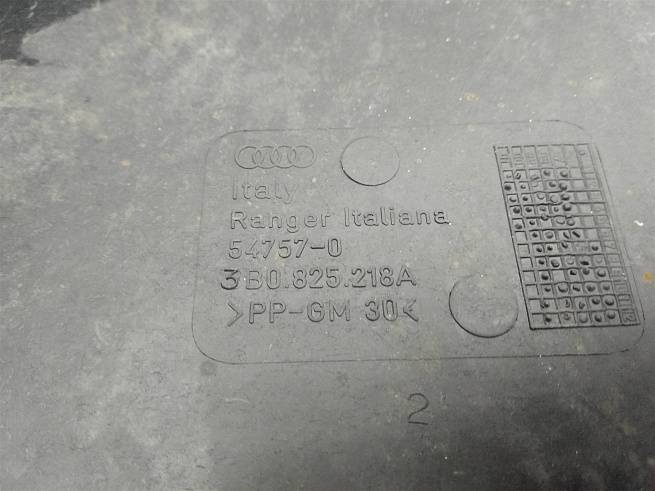 Italy
Ranger Italiana
54757-0
3B0.825.218A
>PP-GM 30<
2